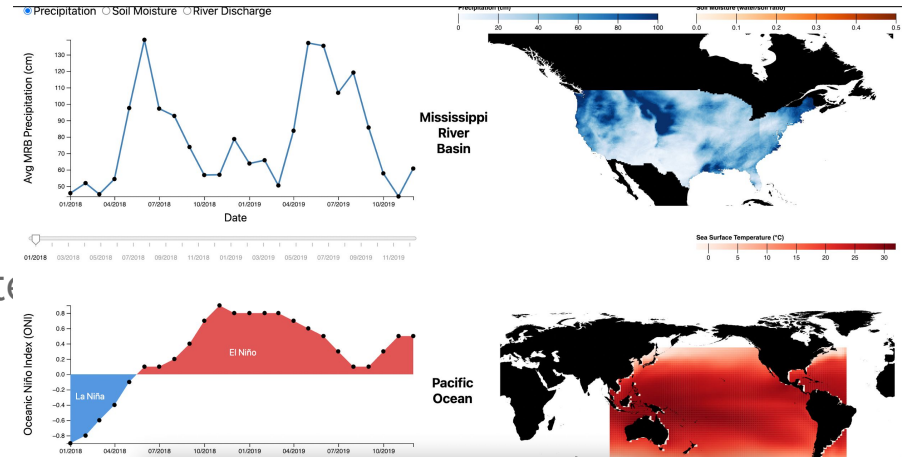 Precipitation Soil Moisture River Discharge
Precipitation (cm)
0 20 40 60 80 100
Soil Moisture (water/soil ratio)
0.0 0.1 0.2 0.3 0.4 0.5
Avg MRB Precipitation (cm)
130
120
110
100
90
80
70
60
50
01/2018 04/2018 07/2018 10/2018 01/2019 04/2019 07/2019 10/2019
Date
Mississippi
River
Basin
01/2018 03/2018 05/2018 07/2018 09/2018 11/2018 01/2019 03/2019 05/2019 07/2019 09/2019 11/2019
Sea Surface Temperature (°C)
0 5 10 15 20 25 30
Oceanic Niño Index (ONI)
0.8
0.6
0.4
0.2
0.0
−0.2
−0.4
−0.6
−0.8
El Niño
La Niña
01/2018 04/2018 07/2018 10/2018 01/2019 04/2019 07/2019 10/2019
Pacific
Ocean